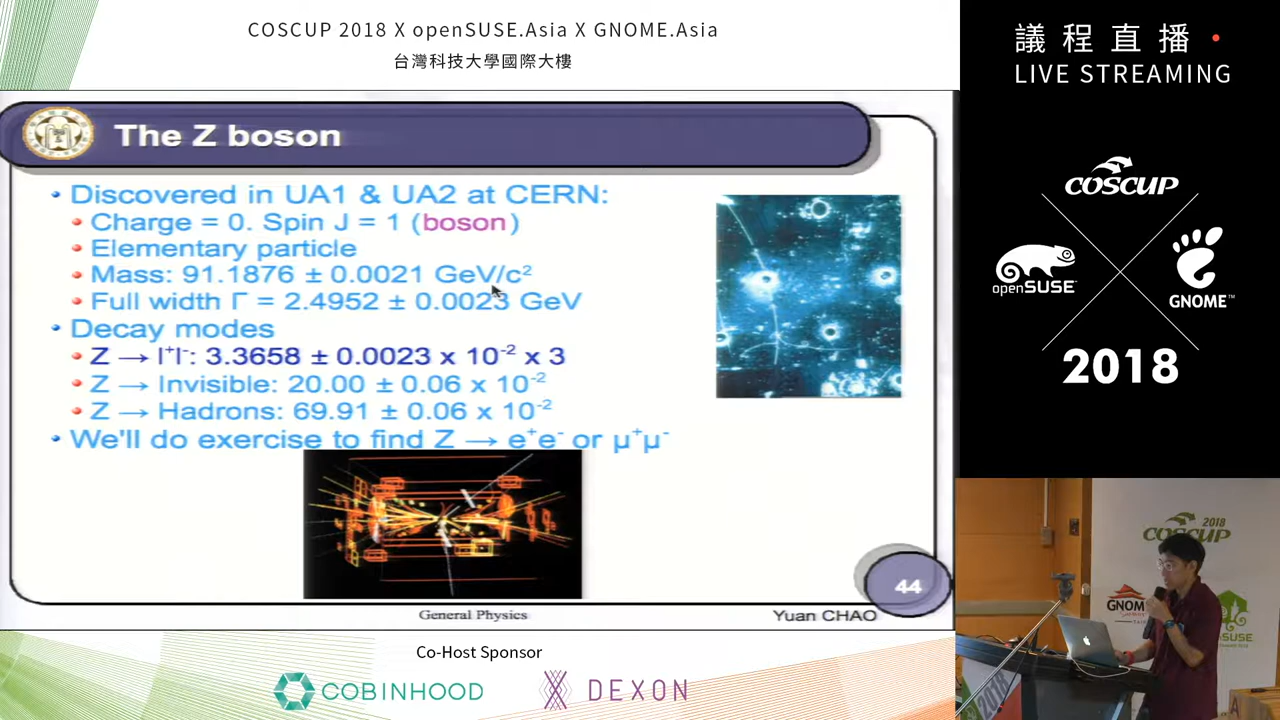 COSCUP 2018 X openSUSE.Asia X GNOME.Asia
台灣科技大學國際大樓
議程直播
LIVE STREAMING
The Z boson
• Discovered in UA1 & UA2 at CERN:
• Charge = 0. Spin J = 1 (boson)
• Elementary particle
• Mass: 91.1876 ± 0.0021 GeV/c²
• Full width Γ = 2.4952 ± 0.0023 GeV
• Decay modes
• Z → l⁺l⁻: 3.3658 ± 0.0023 x 10⁻² x 3
• Z → Invisible: 20.00 ± 0.06 x 10⁻²
• Z → Hadrons: 69.91 ± 0.06 x 10⁻²
• We'll do exercise to find Z → e⁺e⁻ or μ⁺μ⁻
44
General Physics
Yuan CHAO
COSCUP
openSUSE
GNOME™
2018
2018
COSCUP
GNOM
Co-Host Sponsor
COBINHOOD
DEXON